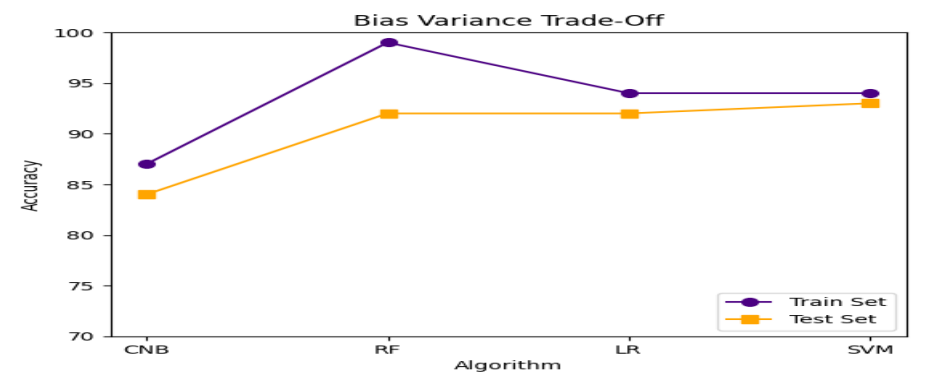 Bias Variance Trade-Off
100
95
90
85
80
75
70
Accuracy
Train Set
Test Set
CNB RF LR SVM
Algorithm